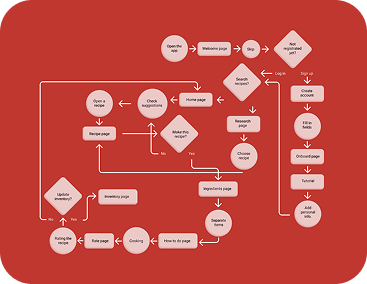 Open the
app
Welcome page
Skip
Not
registered
yet?
Log in
Sign up
Search
recipes?
Create
account
Open a
recipe
Check
suggestions
Home page
Research
page
Fill in
fields
Recipe page
Make this
recipe?
No
Yes
Choose
recipe
Onboard page
Tutorial
Ingredients page
Update
inventory?
Inventory page
No
Yes
Separate
items
Add
personal
info.
Rating the
recipe
Rate page
Cooking
How to do page